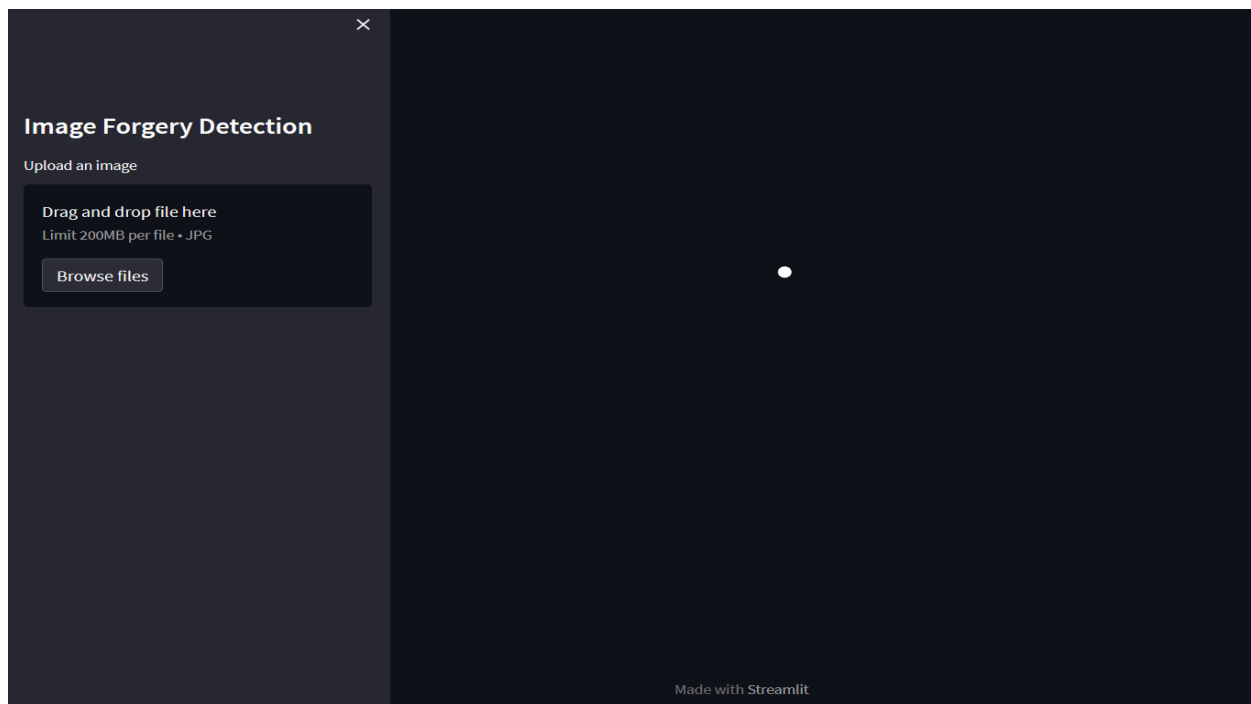 Image Forgery Detection
Upload an image
Drag and drop file here
Limit 200MB per file • JPG
Browse files
Made with Streamlit